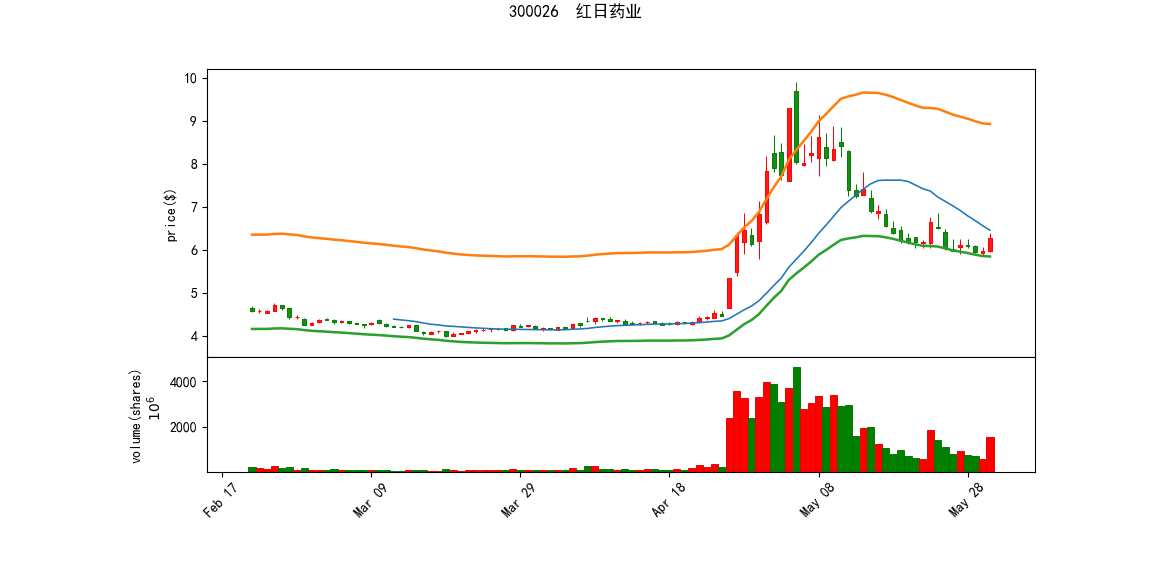 300026  红日药业
10
9
8
7
6
5
4
price($)
4000
2000
volume(shares)
10^6
Feb 17
Mar 09
Mar 29
Apr 18
May 08
May 28